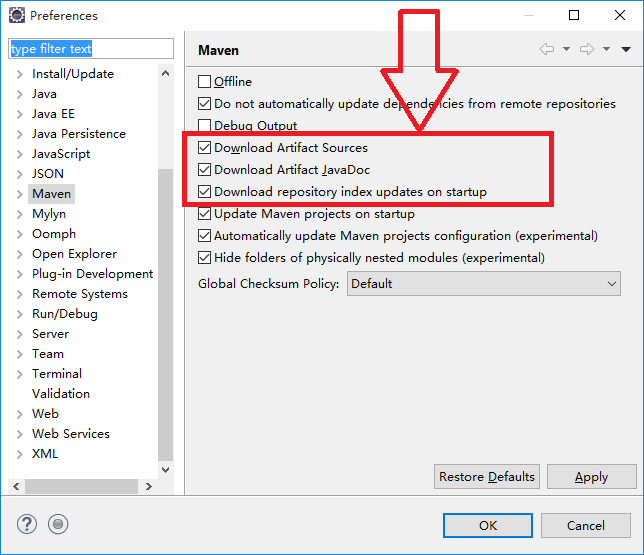 Preferences
type filter text
Install/Update
Java
Java EE
Java Persistence
JavaScript
JSON
Maven
Mylyn
Oomph
Open Explorer
Plug-in Development
Remote Systems
Run/Debug
Server
Team
Terminal
Validation
Web
Web Services
XML
Maven
Offline
Do not automatically update dependencies from remote repositories
Debug Output
Download Artifact Sources
Download Artifact JavaDoc
Download repository index updates on startup
Update Maven projects on startup
Automatically update Maven projects configuration (experimental)
Hide folders of physically nested modules (experimental)
Global Checksum Policy: Default
Restore Defaults Apply
? OK Cancel